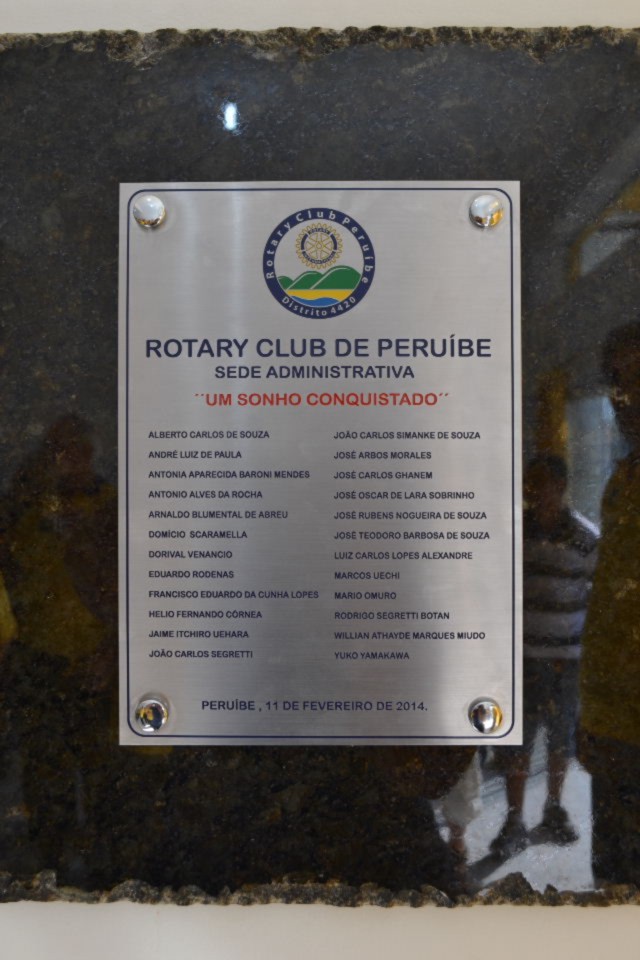 Rotary Club Peruíbe
Distrito 4420
ROTARY CLUB DE PERUÍBE
SEDE ADMINISTRATIVA
´´UM SONHO CONQUISTADO´´
ALBERTO CARLOS DE SOUZA
ANDRÉ LUIZ DE PAULA
ANTONIA APARECIDA BARONI MENDES
ANTONIO ALVES DA ROCHA
ARNALDO BLUMENTAL DE ABREU
DOMÍCIO SCARAMELLA
DORIVAL VENANCIO
EDUARDO RODENAS
FRANCISCO EDUARDO DA CUNHA LOPES
HELIO FERNANDO CÓRNEA
JAIME ITCHIRO UEHARA
JOÃO CARLOS SEGRETTI
JOÃO CARLOS SIMANKE DE SOUZA
JOSÉ ARBOS MORALES
JOSÉ CARLOS GHANEM
JOSÉ OSCAR DE LARA SOBRINHO
JOSÉ RUBENS NOGUEIRA DE SOUZA
JOSÉ TEODORO BARBOSA DE SOUZA
LUIZ CARLOS LOPES ALEXANDRE
MARCOS UECHI
MARIO OMURO
RODRIGO SEGRETTI BOTAN
WILLIAN ATHAYDE MARQUES MIUDO
YUKO YAMAKAWA
PERUÍBE , 11 DE FEVEREIRO DE 2014.